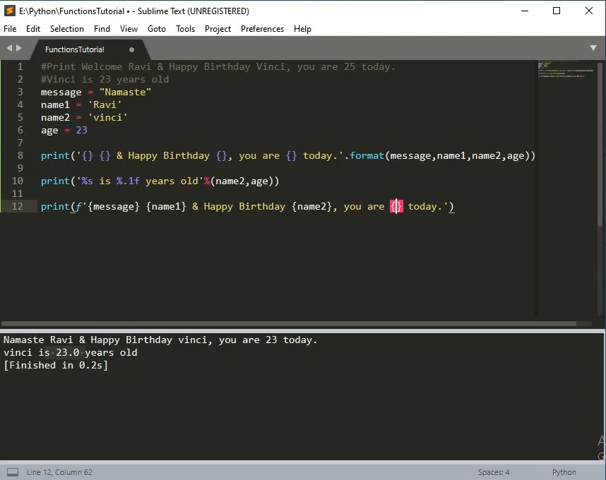 E:\Python\FunctionsTutorial • - Sublime Text (UNREGISTERED)
File Edit Selection Find View Goto Tools Project Preferences Help
FunctionsTutorial
1 #Print Welcome Ravi & Happy Birthday Vinci, you are 25 today.
2 #Vinci is 23 years old
3 message = "Namaste"
4 name1 = 'Ravi'
5 name2 = 'vinci'
6 age = 23
7
8 print('{} {} & Happy Birthday {}, you are {} today.'.format(message,name1,name2,age))
9
10 print('%s is %.1f years old'%(name2,age))
11
12 print(f'{message} {name1} & Happy Birthday {name2}, you are {} today.')
Namaste Ravi & Happy Birthday vinci, you are 23 today.
vinci is 23.0 years old
[Finished in 0.2s]
Line 12, Column 62 Spaces: 4 Python